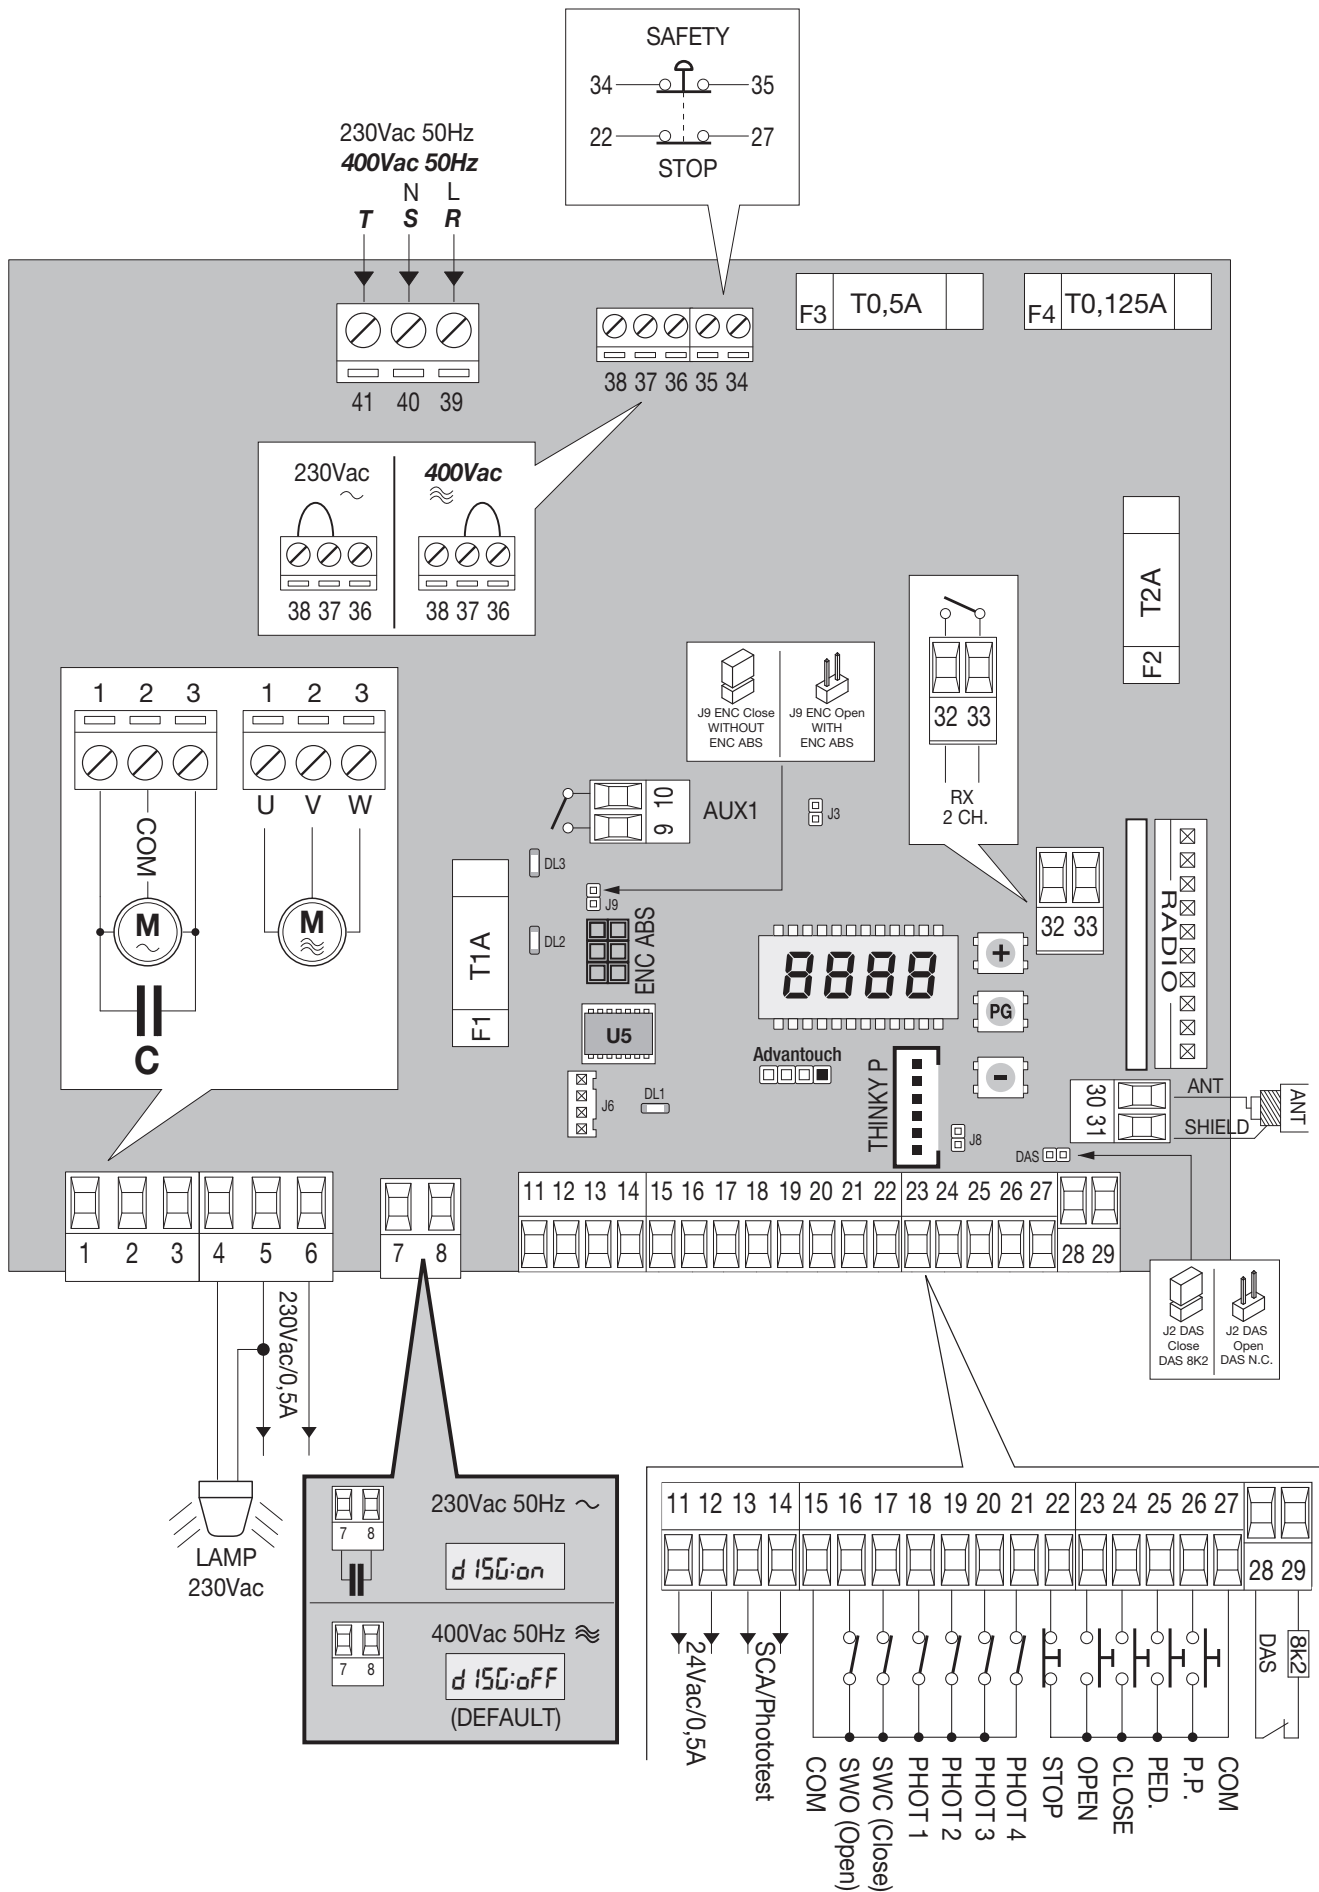 SAFETY
34 35
22 27
STOP
230Vac 50Hz
400Vac 50Hz
N L
T S R
41 40 39
38 37 36 35 34
F3 T0,5A
F4 T0,125A
230Vac
400Vac
38 37 36
38 37 36
F2 T2A
1 2 3
COM
M
C
1 2 3
U V W
M
J9 ENC Close
WITHOUT
ENC ABS
J9 ENC Open
WITH
ENC ABS
32 33
RX
2 CH.
9 10
AUX1
J3
DL3
J9
DL2
ENC ABS
F1 T1A
U5
J6
DL1
8888
+
PG
-
Advantouch
THINKY P
J8
32 33
RADIO
30 31
ANT
SHIELD
ANT
DAS
1 2 3 4 5 6
7 8
11 12 13 14 15 16 17 18 19 20 21 22 23 24 25 26 27
28 29
J2 DAS
Close
DAS 8K2
J2 DAS
Open
DAS N.C.
230Vac/0,5A
LAMP
230Vac
7 8
230Vac 50Hz
d ISG:on
7 8
400Vac 50Hz
d ISG:oFF
(DEFAULT)
11 12 13 14 15 16 17 18 19 20 21 22 23 24 25 26 27
28 29
24Vac/0,5A
SCA/Phototest
COM
SWO (Open)
SWC (Close)
PHOT 1
PHOT 2
PHOT 3
PHOT 4
STOP
OPEN
CLOSE
PED.
P.P.
COM
DAS
8k2